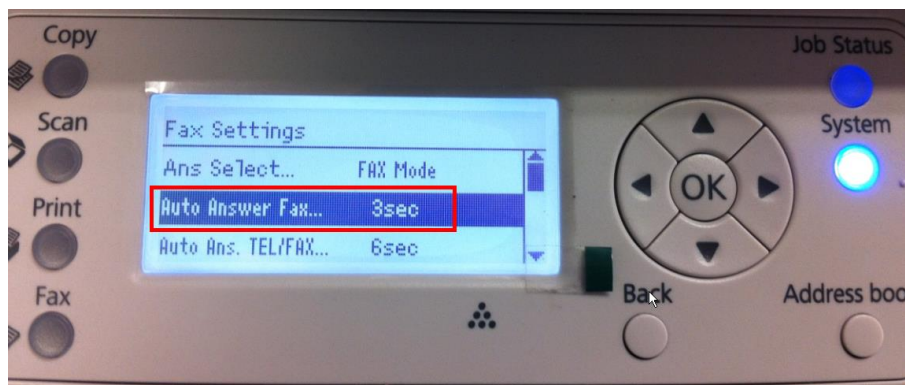 Copy
Scan
Print
Fax
Fax Settings
Ans Select... FAX Mode
Auto Answer Fax... 3sec
Auto Ans. TEL/FAX... 6sec
OK
Back
Job Status
System
Address boo